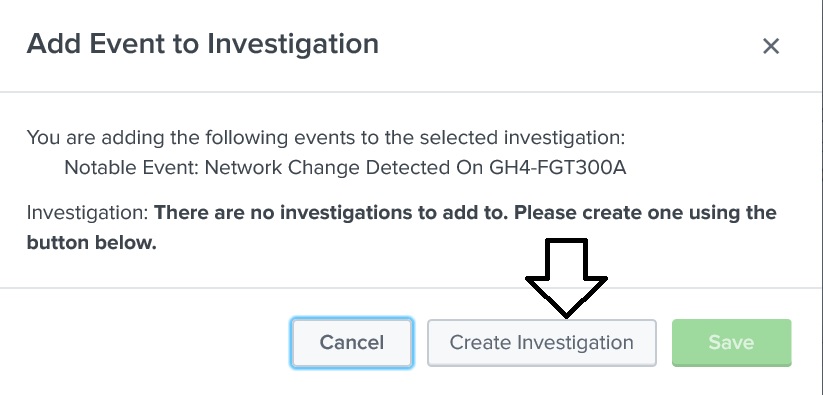 Add Event to Investigation
You are adding the following events to the selected investigation:
Notable Event: Network Change Detected On GH4-FGT300A
Investigation: There are no investigations to add to. Please create one using the
button below.
Cancel
Create Investigation
Save